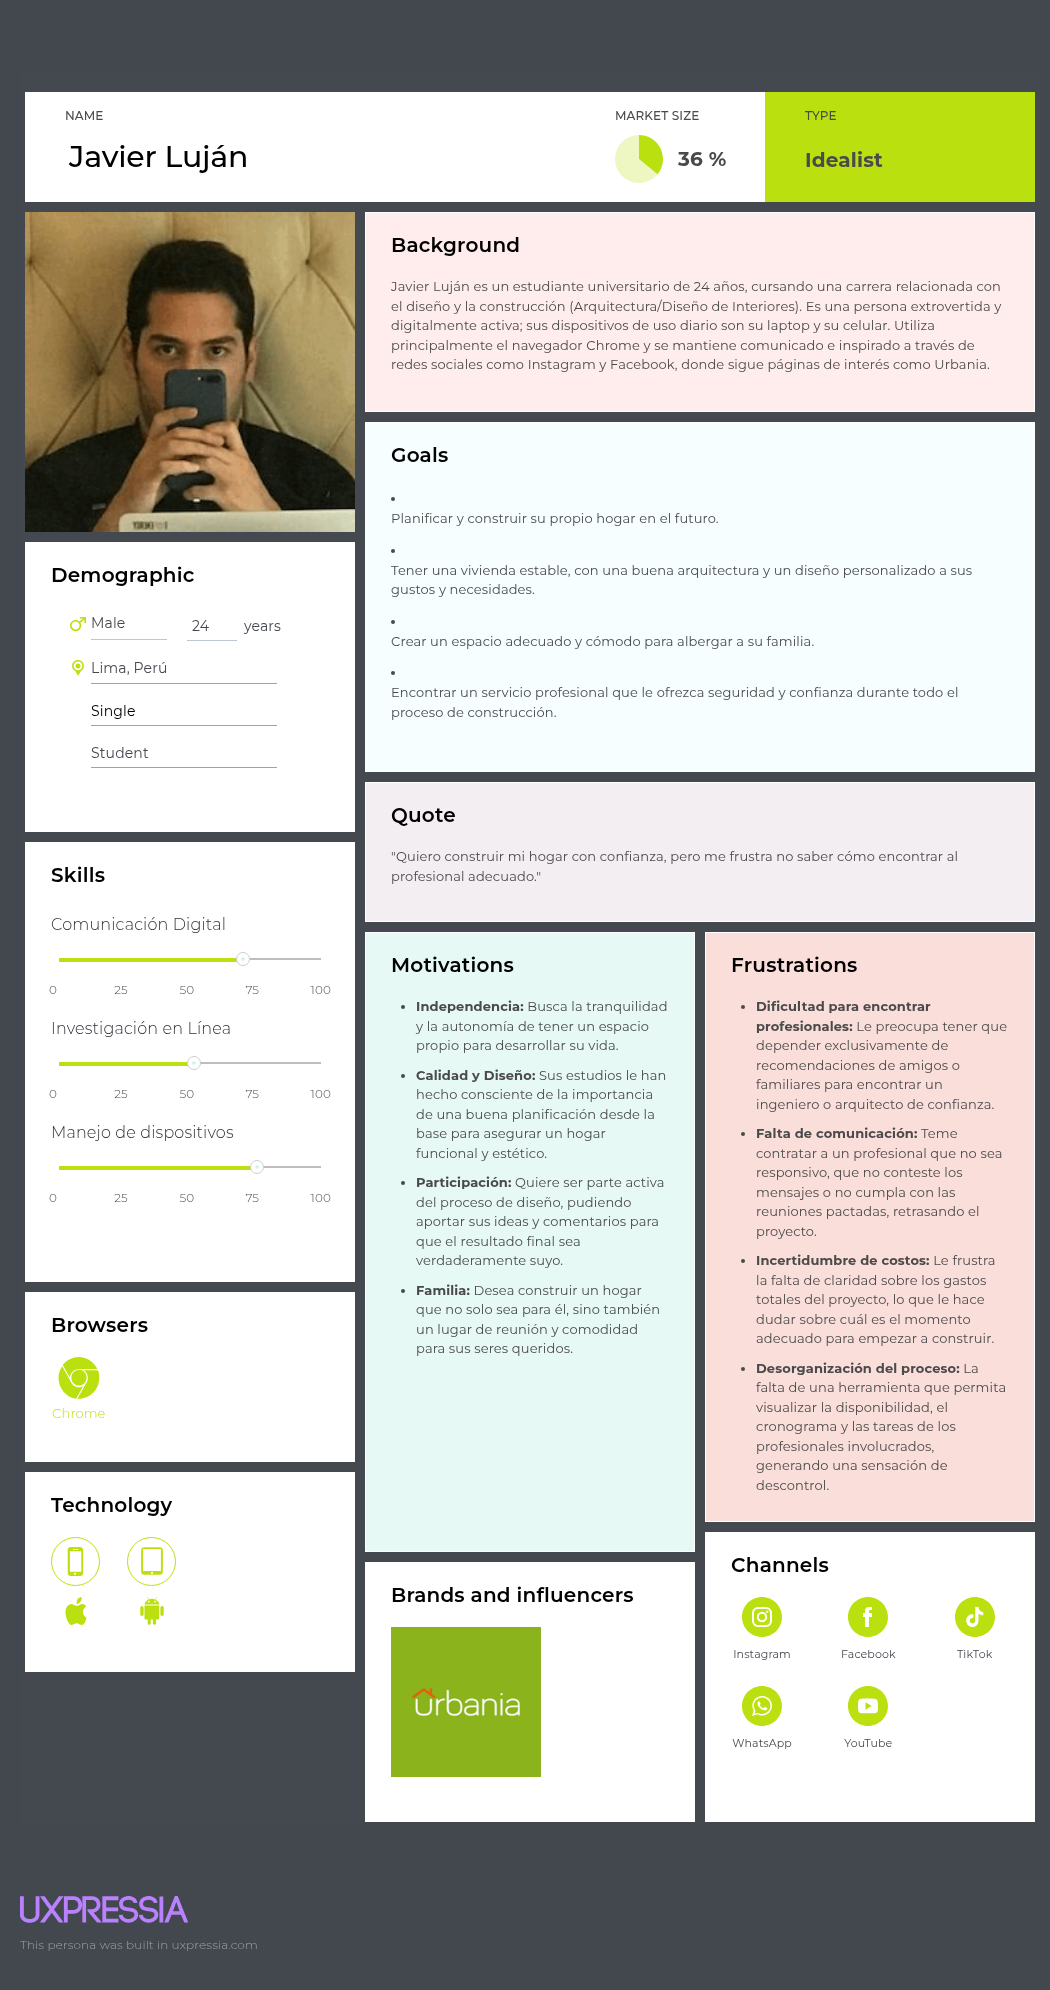 NAME
Javier Luján
MARKET SIZE
36 %
TYPE
Idealist
Background
Javier Luján es un estudiante universitario de 24 años, cursando una carrera relacionada con
el diseño y la construcción (Arquitectura/Diseño de Interiores). Es una persona extrovertida y
digitalmente activa; sus dispositivos de uso diario son su laptop y su celular. Utiliza
principalmente el navegador Chrome y se mantiene comunicado e inspirado a través de
redes sociales como Instagram y Facebook, donde sigue páginas de interés como Urbania.
Goals
•
Planificar y construir su propio hogar en el futuro.
•
Tener una vivienda estable, con una buena arquitectura y un diseño personalizado a sus
gustos y necesidades.
•
Crear un espacio adecuado y cómodo para albergar a su familia.
•
Encontrar un servicio profesional que le ofrezca seguridad y confianza durante todo el
proceso de construcción.
Demographic
Male 24 years
Lima, Perú
Single
Student
Quote
"Quiero construir mi hogar con confianza, pero me frustra no saber cómo encontrar al
profesional adecuado."
Skills
Comunicación Digital
0 25 50 75 100
Investigación en Línea
0 25 50 75 100
Manejo de dispositivos
0 25 50 75 100
Browsers
Chrome
Technology
Motivations
• Independencia: Busca la tranquilidad
y la autonomía de tener un espacio
propio para desarrollar su vida.
• Calidad y Diseño: Sus estudios le han
hecho consciente de la importancia
de una buena planificación desde la
base para asegurar un hogar
funcional y estético.
• Participación: Quiere ser parte activa
del proceso de diseño, pudiendo
aportar sus ideas y comentarios para
que el resultado final sea
verdaderamente suyo.
• Familia: Desea construir un hogar
que no solo sea para él, sino también
un lugar de reunión y comodidad
para sus seres queridos.
Frustrations
• Dificultad para encontrar
profesionales: Le preocupa tener que
depender exclusivamente de
recomendaciones de amigos o
familiares para encontrar un
ingeniero o arquitecto de confianza.
• Falta de comunicación: Teme
contratar a un profesional que no sea
responsivo, que no conteste los
mensajes o no cumpla con las
reuniones pactadas, retrasando el
proyecto.
• Incertidumbre de costos: Le frustra
la falta de claridad sobre los gastos
totales del proyecto, lo que le hace
dudar sobre cuál es el momento
adecuado para empezar a construir.
• Desorganización del proceso: La
falta de una herramienta que permita
visualizar la disponibilidad, el
cronograma y las tareas de los
profesionales involucrados,
generando una sensación de
descontrol.
Brands and influencers
Urbania
Channels
Instagram Facebook TikTok
WhatsApp YouTube
UXPRESSIA
This persona was built in uxpressia.com